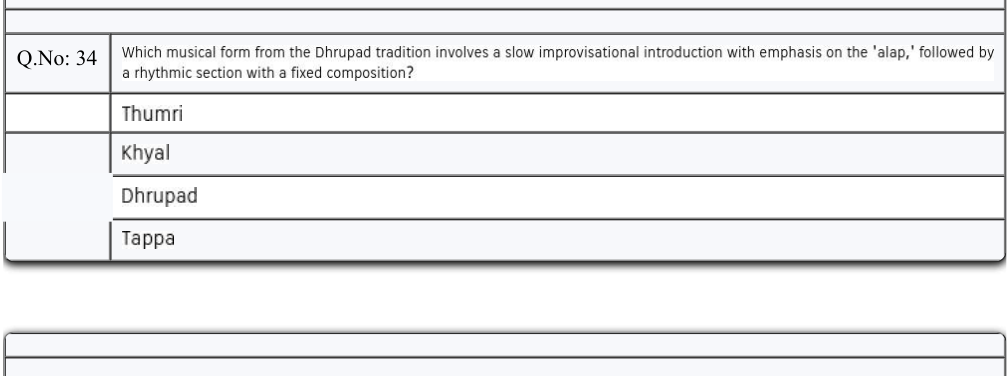 Q.No: 34
Which musical form from the Dhrupad tradition involves a slow improvisational introduction with emphasis on the 'alap,' followed by
a rhythmic section with a fixed composition?
Thumri
Khyal
Dhrupad
Tappa